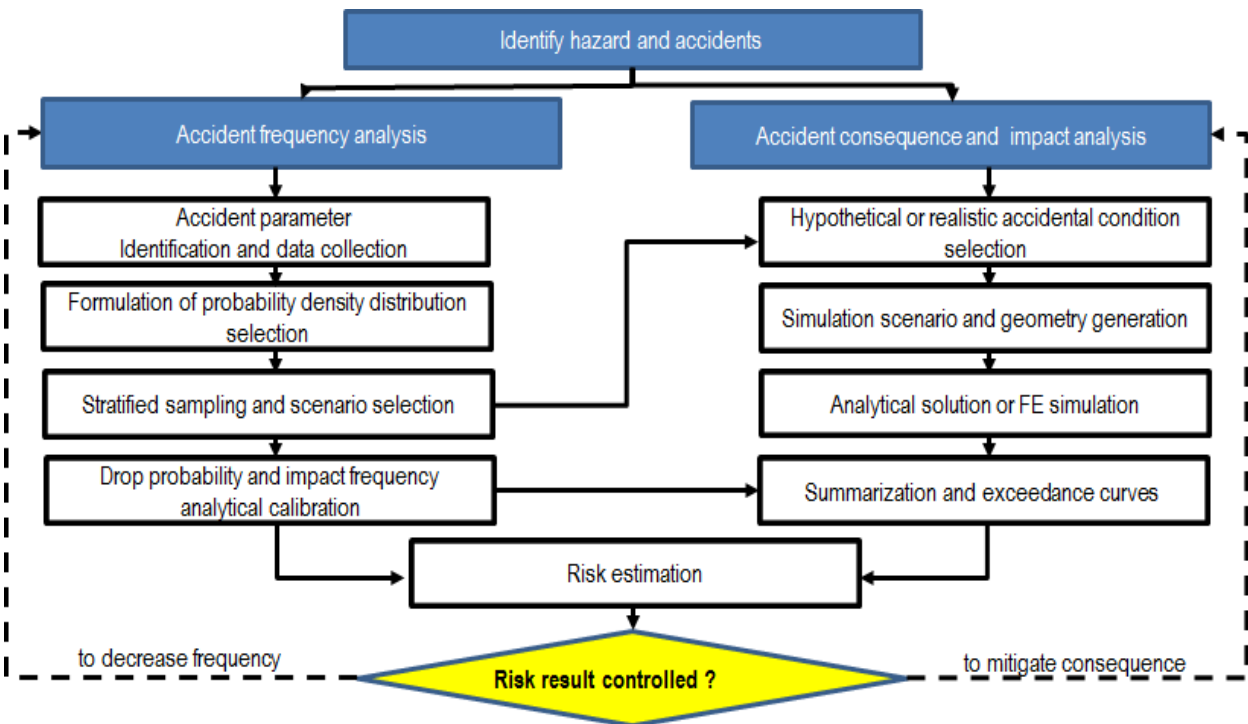 Identify hazard and accidents
Accident frequency analysis
Accident consequence and impact analysis
Accident parameter
Identification and data collection
Hypothetical or realistic accidental condition
selection
Formulation of probability density distribution
selection
Simulation scenario and geometry generation
Stratified sampling and scenario selection
Analytical solution or FE simulation
Drop probability and impact frequency
analytical calibration
Summarization and exceedance curves
Risk estimation
to decrease frequency
Risk result controlled ?
to mitigate consequence